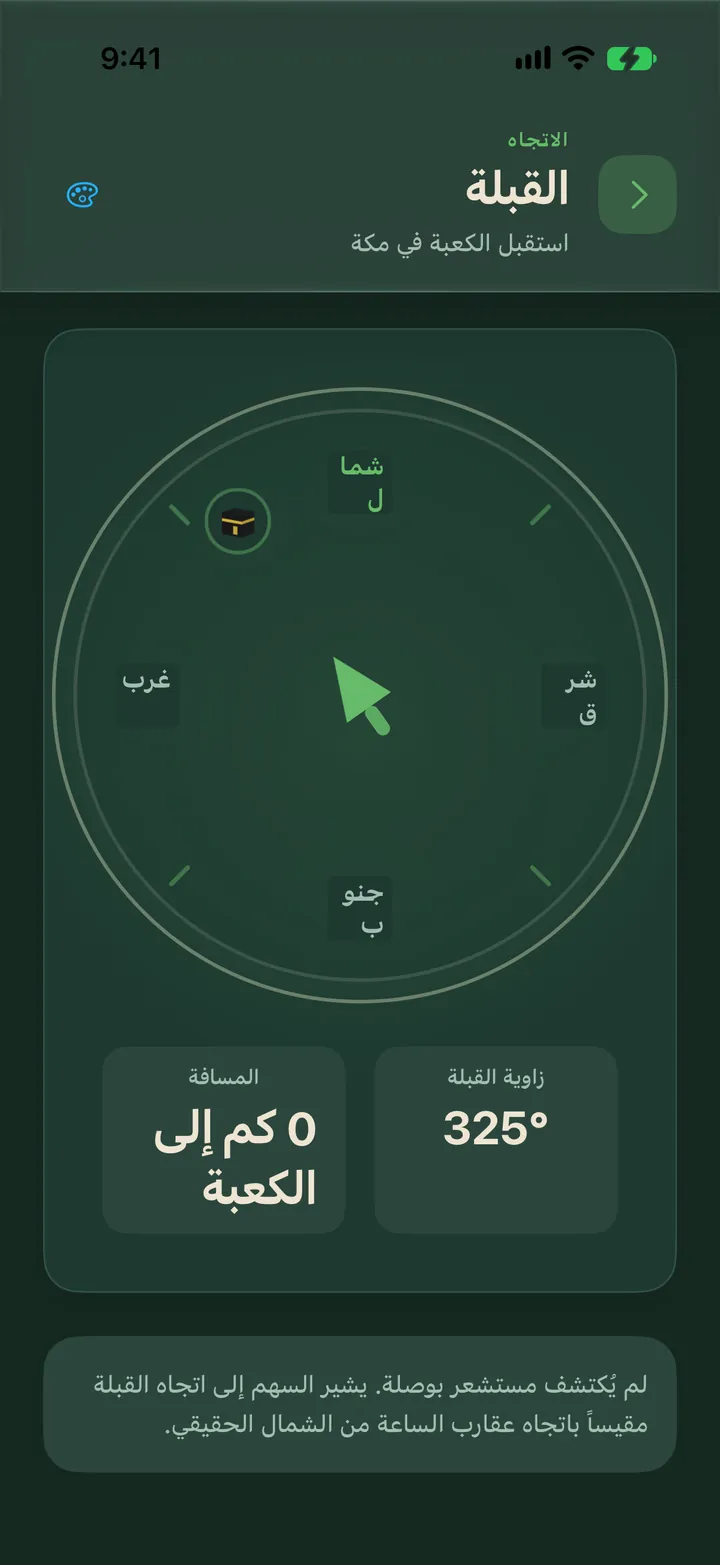 9:41
الاتجاه
القبلة
استقبل الكعبة في مكة
شما
ل
غرب
شر
ق
جنو
ب
زاوية القبلة
325°
المسافة
0 كم إلى
الكعبة
لم يُكتشف مستشعر بوصلة. يشير السهم إلى اتجاه القبلة
مقيساً باتجاه عقارب الساعة من الشمال الحقيقي.